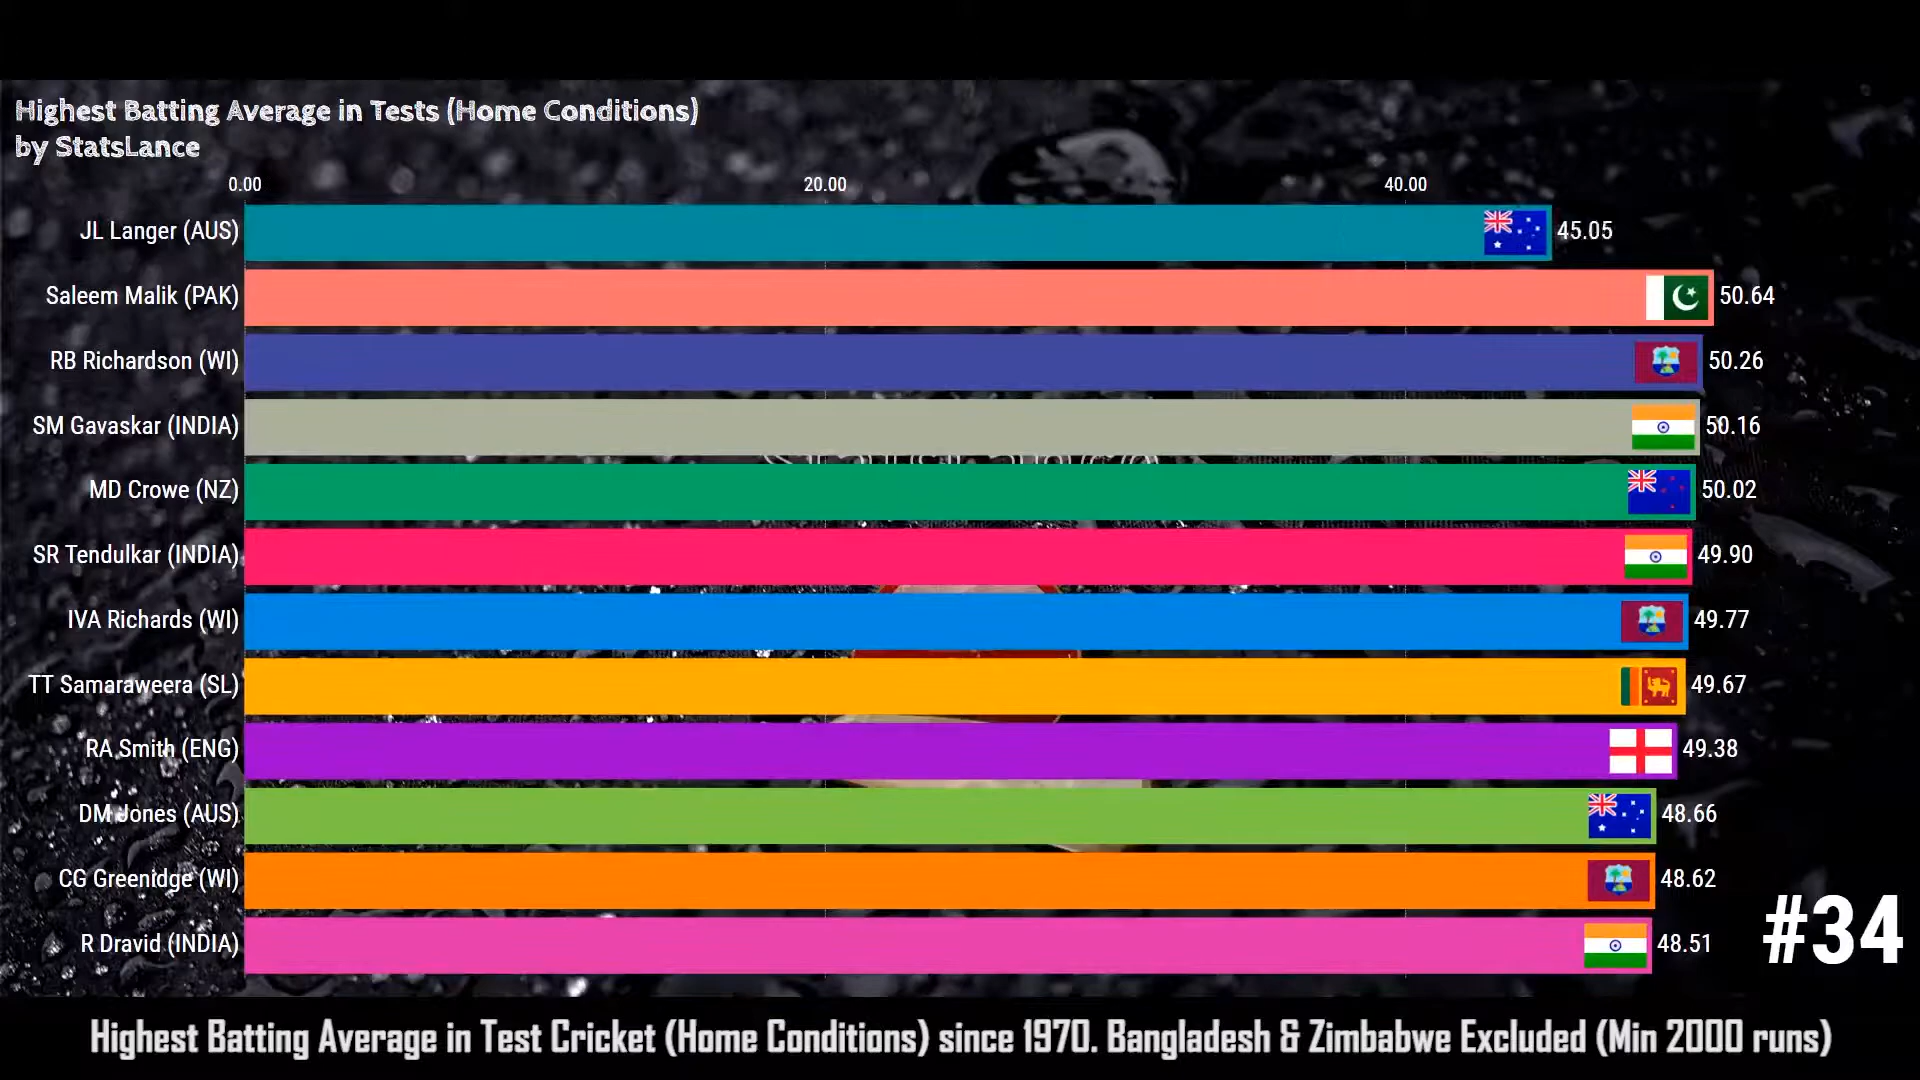 Highest Batting Average in Tests (Home Conditions)
by StatsLance
0.00 20.00 40.00
JL Langer (AUS) 45.05
Saleem Malik (PAK) 50.64
RB Richardson (WI) 50.26
SM Gavaskar (INDIA) 50.16
MD Crowe (NZ) 50.02
SR Tendulkar (INDIA) 49.90
IVA Richards (WI) 49.77
TT Samaraweera (SL) 49.67
RA Smith (ENG) 49.38
DM Jones (AUS) 48.66
CG Greenidge (WI) 48.62
R Dravid (INDIA) 48.51
#34
Highest Batting Average in Test Cricket (Home Conditions) since 1970. Bangladesh & Zimbabwe Excluded (Min 2000 runs)